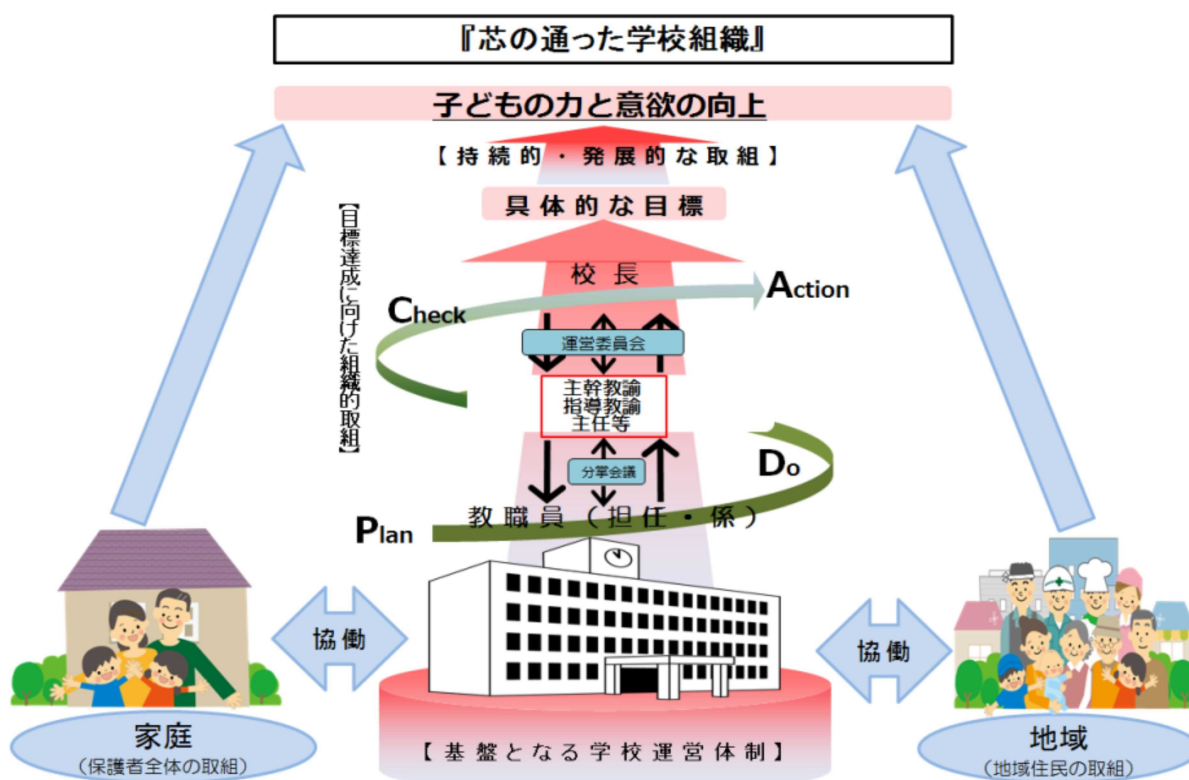 『芯の通った学校組織』
子どもの力と意欲の向上
【持続的・発展的な取組】
具体的な目標
【目標達成に向けた組織的取組】
校長
Check
Action
運営委員会
主幹教諭
指導教諭
主任等
分掌会議
Do
教職員（担任・係）
Plan
協働
協働
家庭
（保護者全体の取組）
【基盤となる学校運営体制】
地域
（地域住民の取組）